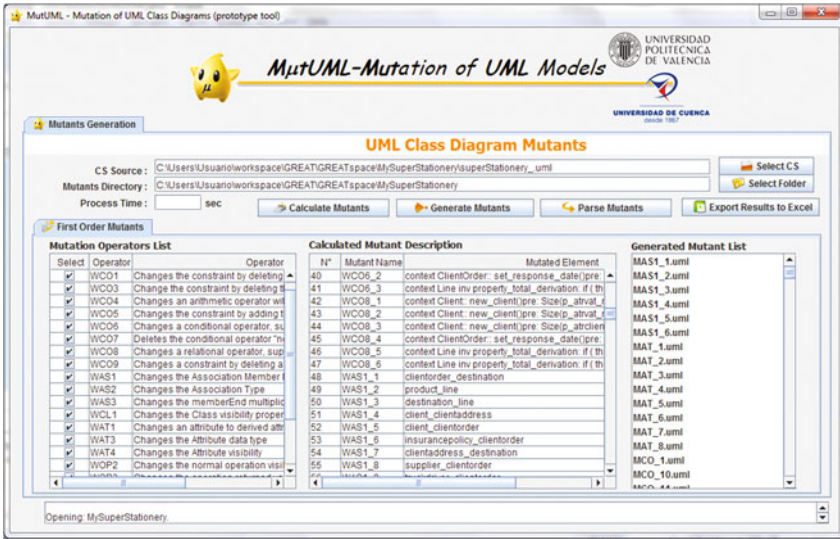 MutUML - Mutation of UML Class Diagrams (prototype tool)
μ
MμtUML-Mutation of UML Models
UNIVERSIDAD
POLITECNICA
DE VALENCIA
UNIVERSIDAD DE CUENCA
desde 1867
Mutants Generation
UML Class Diagram Mutants
CS Source : C:\Users\Usuario\workspace\GREAT\GREATspace\MySuperStationery\superStationery_.uml Select CS
Mutants Directory : C:\Users\Usuario\workspace\GREAT\GREATspace\MySuperStationery Select Folder
Process Time : sec Calculate Mutants Generate Mutants Parse Mutants Export Results to Excel
First Order Mutants
Mutation Operators List
Select Operator Operator
WCO1 Changes the constraint by deleting
WCO3 Change the constraint by deleting th
WCO4 Changes an arithmetic operator wit
WCO5 Changes the constraint by adding t
WCO6 Changes a conditional operator, su
WCO7 Deletes the conditional operator "n
WCO8 Changes a relational operator, sup
WCO9 Changes a constraint by deleting a
WAS1 Changes the Association Member
WAS2 Changes the Association Type
WAS3 Changes the memberEnd multiplic
WCL1 Changes the Class visibility proper
WAT1 Changes an attribute to derived attr
WAT3 Changes the Attribute data type
WAT4 Changes the Attribute visibility
WOP2 Changes the normal operation visi
Calculated Mutant Description
N° Mutant Name Mutated Element
40 WCO6_2 context ClientOrder:: set_response_date()pre:
41 WCO6_3 context Line inv property_total_derivation: if ( th
42 WCO8_1 context Client:: new_client()pre: Size(p_atrvat_
43 WCO8_2 context Client:: new_client()pre: Size(p_atrvat_
44 WCO8_3 context Client:: new_client()pre: Size(p_atrclien
45 WCO8_4 context ClientOrder:: set_response_date()pre:
46 WCO8_5 context Line inv property_total_derivation: if ( th
47 WCO8_6 context Line inv property_total_derivation: if ( th
48 WAS1_1 clientorder_destination
49 WAS1_2 product_line
50 WAS1_3 destination_line
51 WAS1_4 client_clientaddress
52 WAS1_5 client_clientorder
53 WAS1_6 insurancepolicy_clientorder
54 WAS1_7 clientaddress_destination
55 WAS1_8 supplier_clientorder
Generated Mutant List
MAS1_1.uml
MAS1_2.uml
MAS1_3.uml
MAS1_4.uml
MAS1_5.uml
MAS1_6.uml
MAT_1.uml
MAT_2.uml
MAT_3.uml
MAT_4.uml
MAT_5.uml
MAT_6.uml
MAT_7.uml
MAT_8.uml
MCO_1.uml
MCO_10.uml
Opening: MySuperStationery.